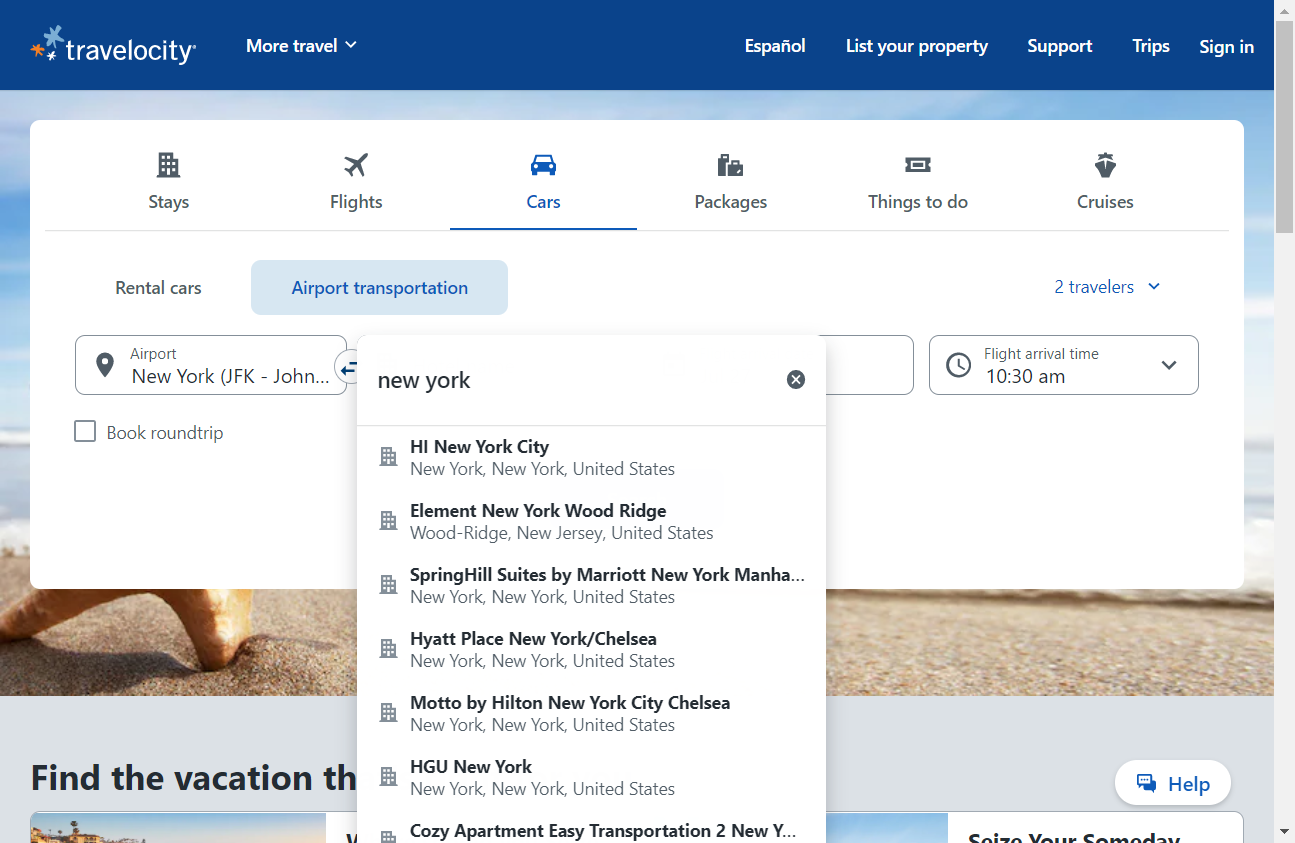 travelocity
More travel
Español
List your property
Support
Trips
Sign in
Stays
Flights
Cars
Packages
Things to do
Cruises
Rental cars
Airport transportation
2 travelers
Airport
New York (JFK - John...
new york
Flight arrival time
10:30 am
Book roundtrip
HI New York City
New York, New York, United States
Element New York Wood Ridge
Wood-Ridge, New Jersey, United States
SpringHill Suites by Marriott New York Manha...
New York, New York, United States
Hyatt Place New York/Chelsea
New York, New York, United States
Motto by Hilton New York City Chelsea
New York, New York, United States
HGU New York
New York, New York, United States
Cozy Apartment Easy Transportation 2 New Y...
Find the vacation th
Help
Seize Your Someday